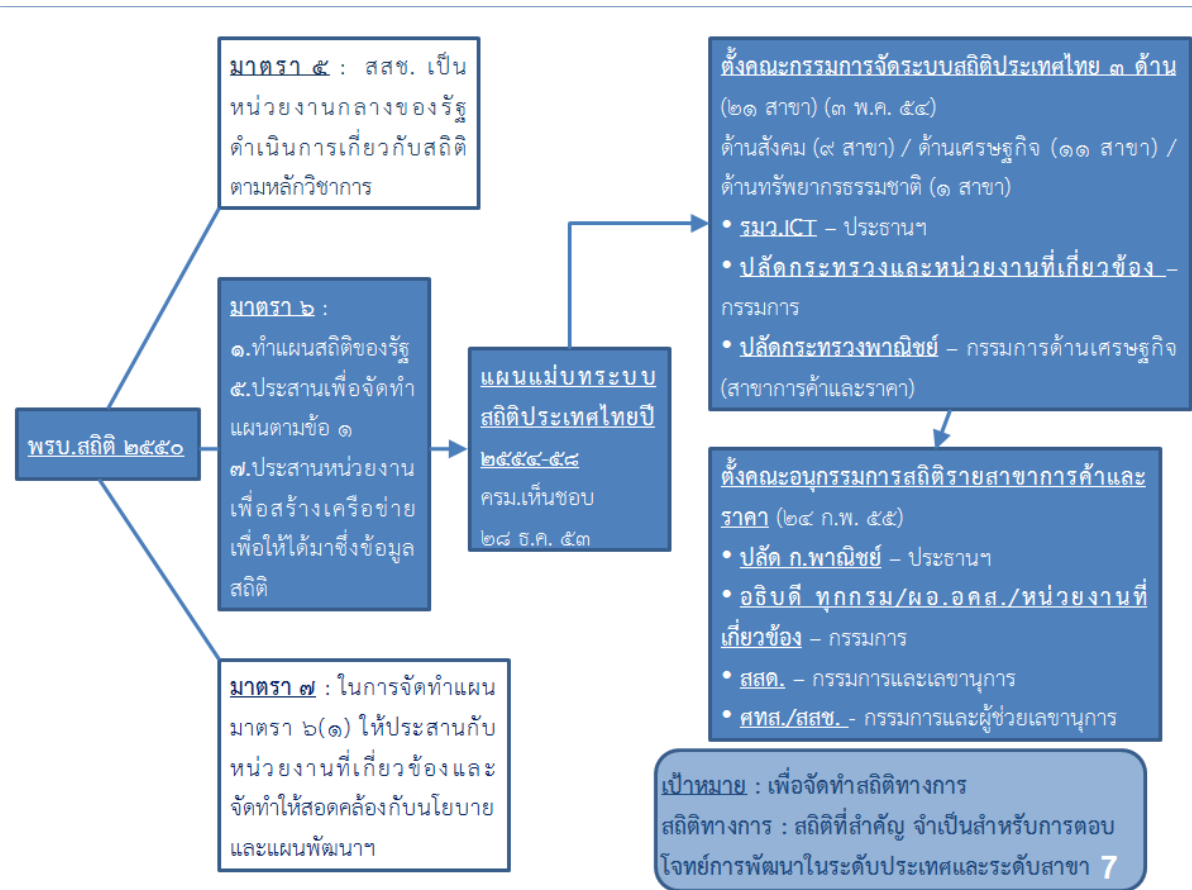 มาตรา ๕ : สสช. เป็น
หน่วยงานกลางของรัฐ
ดำเนินการเกี่ยวกับสถิติ
ตามหลักวิชาการ
พรบ.สถิติ ๒๕๕๐
มาตรา ๖ :
๑.ทำแผนสถิติของรัฐ
๕.ประสานเพื่อจัดทำ
แผนตามข้อ ๑
๗.ประสานหน่วยงาน
เพื่อสร้างเครือข่าย
เพื่อให้ได้มาซึ่งข้อมูล
สถิติ
มาตรา ๗ : ในการจัดทำแผน
มาตรา ๖(๑) ให้ประสานกับ
หน่วยงานที่เกี่ยวข้องและ
จัดทำให้สอดคล้องกับนโยบาย
และแผนพัฒนาฯ
แผนแม่บทระบบ
สถิติประเทศไทยปี
๒๕๕๔-๕๘
ครม.เห็นชอบ
๒๘ ธ.ค. ๕๓
ตั้งคณะกรรมการจัดระบบสถิติประเทศไทย ๓ ด้าน
(๒๑ สาขา) (๓ พ.ค. ๕๔)
ด้านสังคม (๙ สาขา) / ด้านเศรษฐกิจ (๑๑ สาขา) /
ด้านทรัพยากรธรรมชาติ (๑ สาขา)
• รมว.ICT – ประธานฯ
• ปลัดกระทรวงและหน่วยงานที่เกี่ยวข้อง –
กรรมการ
• ปลัดกระทรวงพาณิชย์ – กรรมการด้านเศรษฐกิจ
(สาขาการค้าและราคา)
ตั้งคณะอนุกรรมการสถิติรายสาขาการค้าและ
ราคา (๒๔ ก.พ. ๕๕)
• ปลัด ก.พาณิชย์ – ประธานฯ
• อธิบดี ทุกกรม/ผอ.อคส./หน่วยงานที่
เกี่ยวข้อง – กรรมการ
• สสด. – กรรมการและเลขานุการ
• ศทส./สสช. - กรรมการและผู้ช่วยเลขานุการ
เป้าหมาย : เพื่อจัดทำสถิติทางการ
สถิติทางการ : สถิติที่สำคัญ จำเป็นสำหรับการตอบ
โจทย์การพัฒนาในระดับประเทศและระดับสาขา 7